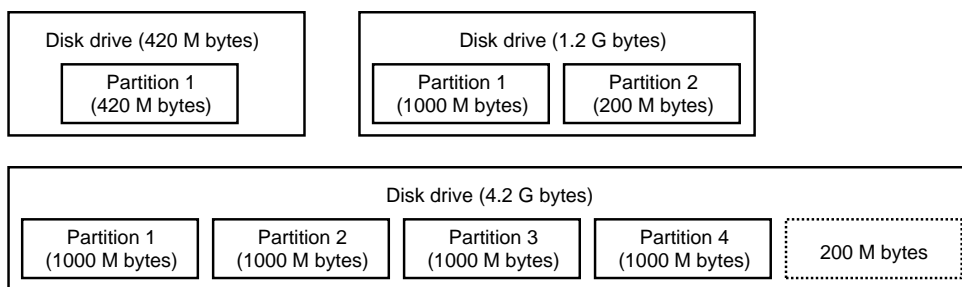 Disk drive (420 M bytes)
Partition 1
(420 M bytes)
Disk drive (1.2 G bytes)
Partition 1
(1000 M bytes)
Partition 2
(200 M bytes)
Disk drive (4.2 G bytes)
Partition 1
(1000 M bytes)
Partition 2
(1000 M bytes)
Partition 3
(1000 M bytes)
Partition 4
(1000 M bytes)
200 M bytes